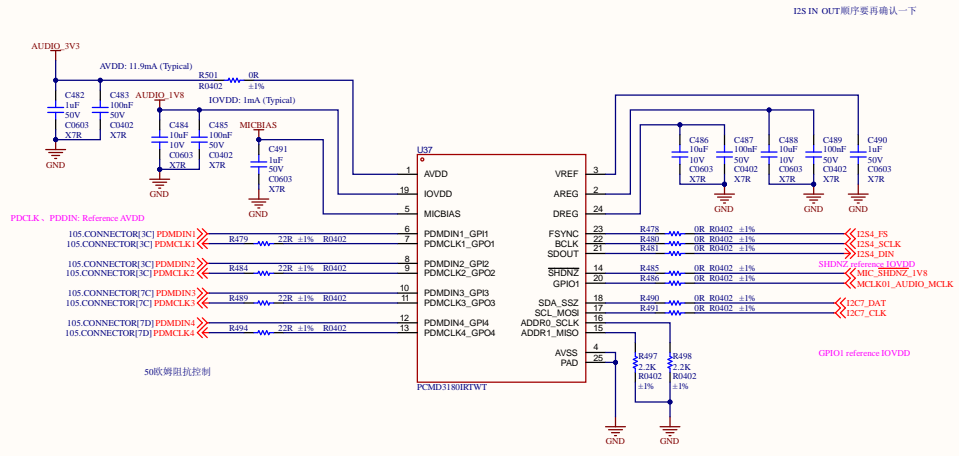 I2S IN OUT顺序要再确认一下
AUDIO_3V3
AVDD: 11.9mA (Typical)
R501 0R
R0402 ±1%
C482
1uF
50V
C0603
X7R
C483
100nF
50V
C0402
X7R
GND
AUDIO_1V8
IOVDD: 1mA (Typical)
C484
10uF
10V
C0603
X7R
C485
100nF
50V
C0402
X7R
GND
MICBIAS
C491
1uF
50V
C0603
X7R
GND
C486
10uF
10V
C0603
X7R
C487
100nF
50V
C0402
X7R
GND
C488
10uF
10V
C0603
X7R
C489
100nF
50V
C0402
X7R
GND
C490
1uF
50V
C0603
X7R
GND
U37
1 AVDD
19 IOVDD
5 MICBIAS
6 PDMDIN1_GPI1
7 PDMCLK1_GPO1
8 PDMDIN2_GPI2
9 PDMCLK2_GPO2
10 PDMDIN3_GPI3
11 PDMCLK3_GPO3
12 PDMDIN4_GPI4
13 PDMCLK4_GPO4
VREF 3
AREG 2
DREG 24
FSYNC 23
BCLK 22
SDOUT 21
SHDNZ 14
GPIO1 20
SDA_SSZ 18
SCL_MOSI 17
ADDR0_SCLK 16
ADDR1_MISO 15
AVSS 4
PAD 25
PCMD3180IRTWT
PDCLK 、PDDIN: Reference AVDD
105.CONNECTOR[3C] PDMDIN1
105.CONNECTOR[3C] PDMCLK1 R479 22R ±1% R0402
105.CONNECTOR[3C] PDMDIN2
105.CONNECTOR[3C] PDMCLK2 R484 22R ±1% R0402
105.CONNECTOR[7C] PDMDIN3
105.CONNECTOR[7C] PDMCLK3 R489 22R ±1% R0402
105.CONNECTOR[7D] PDMDIN4
105.CONNECTOR[7D] PDMCLK4 R494 22R ±1% R0402
50欧姆阻抗控制
R478 0R R0402 ±1% I2S4_FS
R480 0R R0402 ±1% I2S4_SCLK
R481 0R R0402 ±1% I2S4_DIN
SHDNZ reference IOVDD
R485 0R R0402 ±1% MIC_SHDNZ_1V8
R486 0R R0402 ±1% MCLK01_AUDIO_MCLK
R490 0R R0402 ±1% I2C7_DAT
R491 0R R0402 ±1% I2C7_CLK
GPIO1 reference IOVDD
R497
2.2K
R0402
±1%
R498
2.2K
R0402
±1%
GND
GND